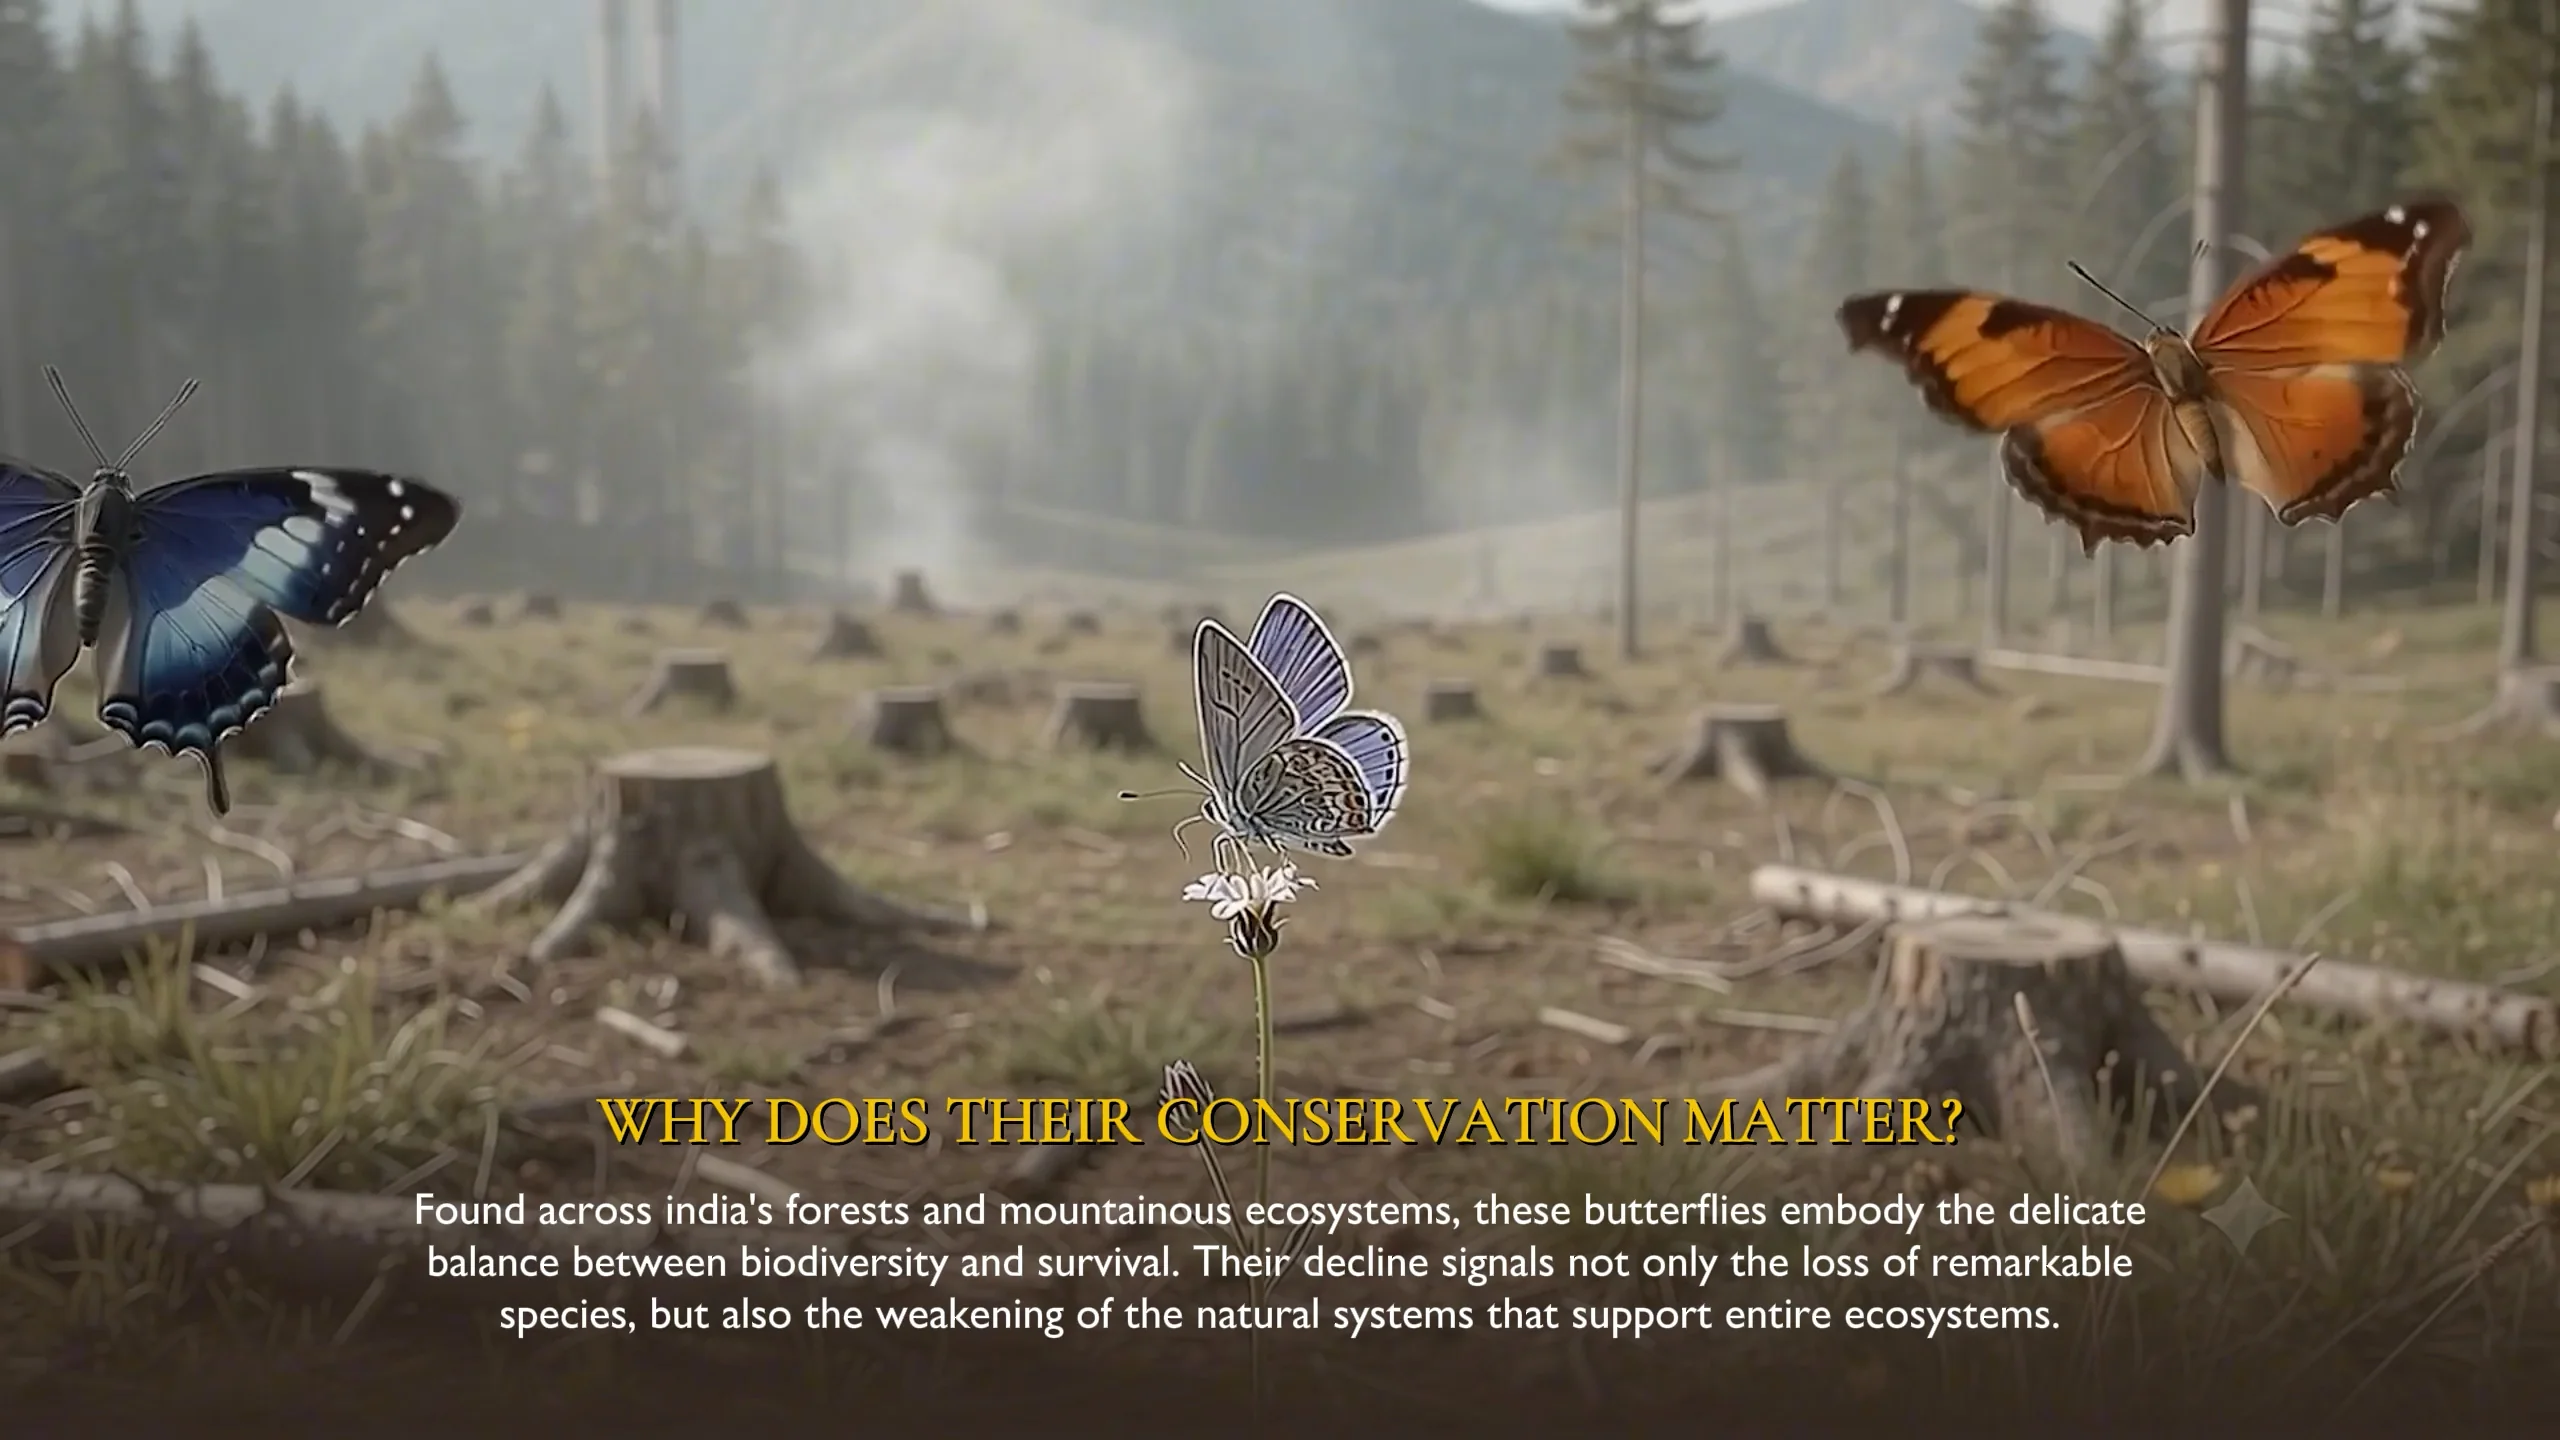 WHY DOES THEIR CONSERVATION MATTER?
Found across india's forests and mountainous ecosystems, these butterflies embody the delicate
balance between biodiversity and survival. Their decline signals not only the loss of remarkable
species, but also the weakening of the natural systems that support entire ecosystems.